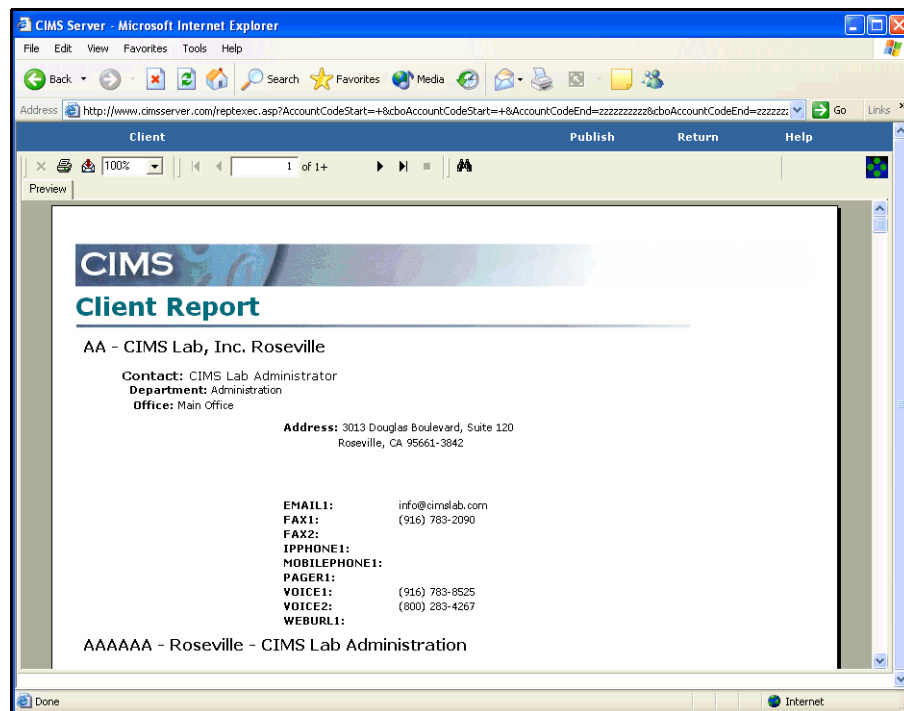 CIMS Server - Microsoft Internet Explorer
File Edit View Favorites Tools Help
Back Search Favorites Media
Address http://www.cimsserver.com/reptexec.asp?AccountCodeStart=+&cboAccountCodeStart=+&AccountCodeEnd=zzzzzzzzzz&cboAccountCodeEnd=zzzzzz Go Links
Client Publish Return Help
100% 1 of 1+
Preview
CIMS
Client Report
AA - CIMS Lab, Inc. Roseville
Contact: CIMS Lab Administrator
Department: Administration
Office: Main Office
Address: 3013 Douglas Boulevard, Suite 120
Roseville, CA 95661-3842
EMAIL1: info@cimslab.com
FAX1: (916) 783-2090
FAX2:
IPPHONE1:
MOBILEPHONE1:
PAGER1:
VOICE1: (916) 783-8525
VOICE2: (800) 283-4267
WEBURL1:
AAAAAA - Roseville - CIMS Lab Administration
Done Internet